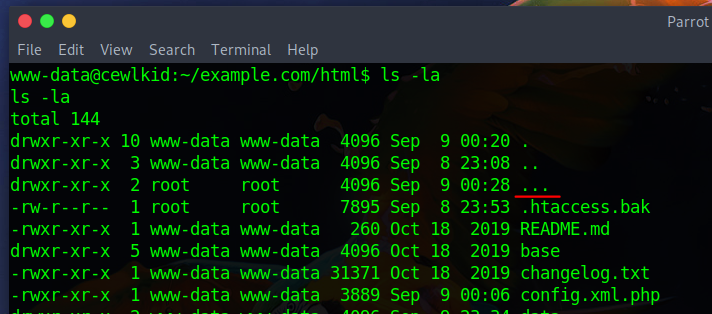 Parrot
File Edit View Search Terminal Help
www-data@cewlkid:~/example.com/html$ ls -la
ls -la
total 144
drwxr-xr-x 10 www-data www-data  4096 Sep  9 00:20 .
drwxr-xr-x  3 www-data www-data  4096 Sep  8 23:08 ..
drwxr-xr-x  2 root     root      4096 Sep  9 00:28 ...
-rw-r--r--  1 root     root      7895 Sep  8 23:53 .htaccess.bak
-rwxr-xr-x  1 www-data www-data   260 Oct 18  2019 README.md
drwxr-xr-x  5 www-data www-data  4096 Oct 18  2019 base
-rwxr-xr-x  1 www-data www-data 31371 Oct 18  2019 changelog.txt
-rwxr-xr-x  1 www-data www-data  3889 Sep  9 00:06 config.xml.php